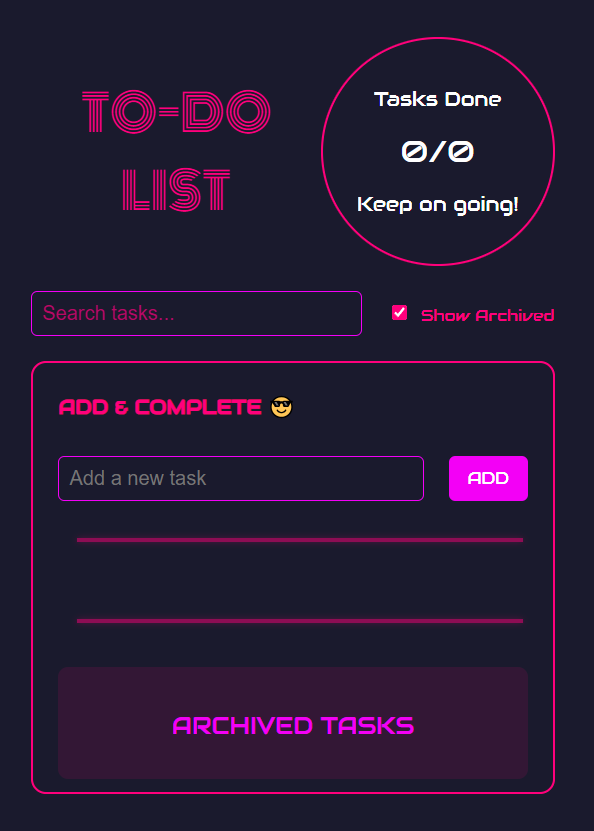 TO-DO
LIST
Tasks Done
0/0
Keep on going!
Search tasks...
Show Archived
ADD & COMPLETE 😎
Add a new task
ADD
ARCHIVED TASKS